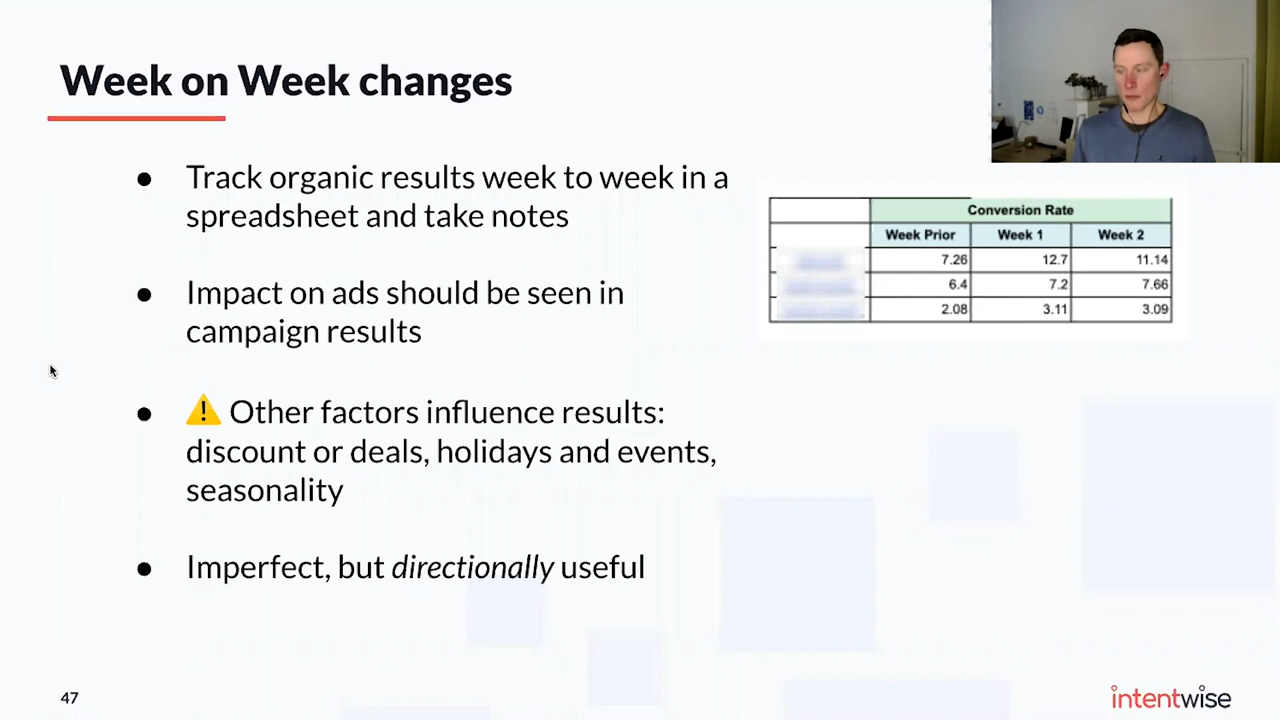 Week on Week changes
● Track organic results week to week in a
spreadsheet and take notes
● Impact on ads should be seen in
campaign results
● ⚠ Other factors influence results:
discount or deals, holidays and events,
seasonality
● Imperfect, but directionally useful
Conversion Rate
Week Prior Week 1 Week 2
7.26 12.7 11.14
6.4 7.2 7.66
2.08 3.11 3.09
47
intentwise